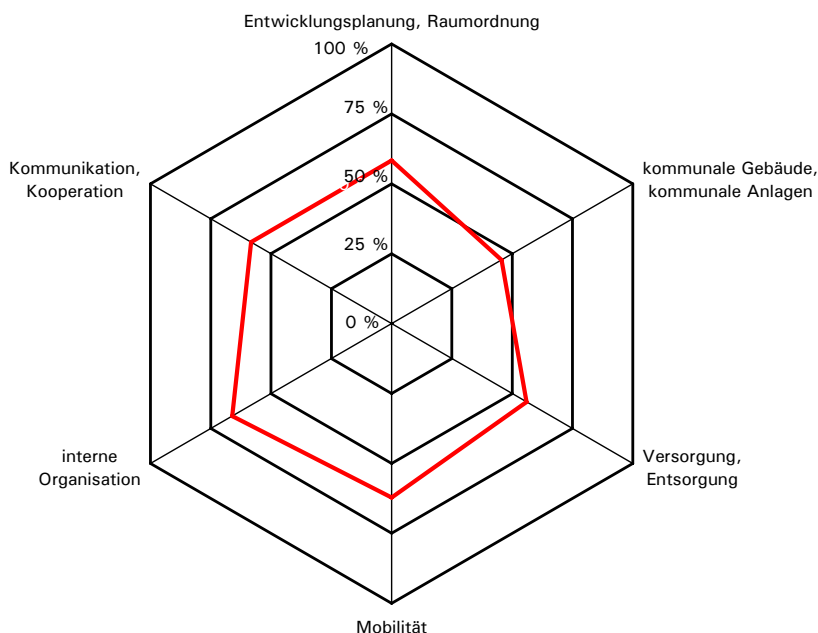 Entwicklungsplanung, Raumordnung
100 %
75 %
50 %
25 %
0 %
kommunale Gebäude,
kommunale Anlagen
Versorgung,
Entsorgung
Mobilität
interne
Organisation
Kommunikation,
Kooperation